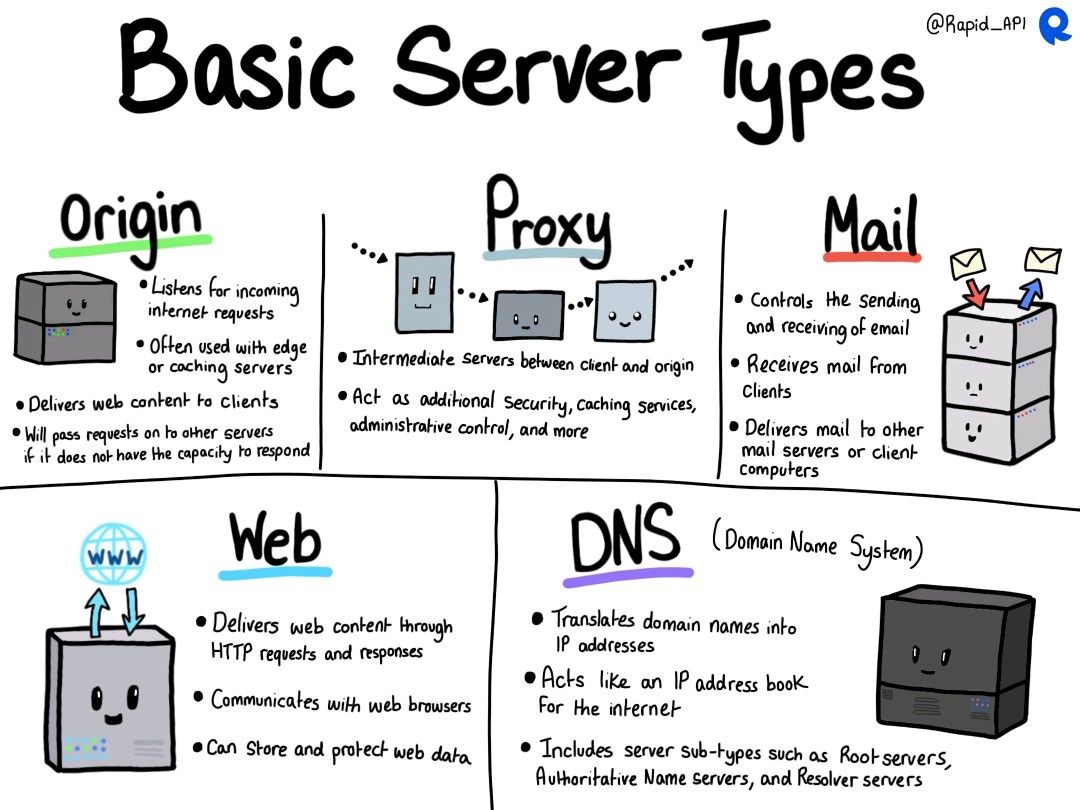 @Rapid_API
Basic Server Types
Origin
• Listens for incoming
internet requests
• Often used with edge
or caching servers
• Delivers web content to clients
• Will pass requests on to other servers
if it does not have the capacity to respond
Proxy
• Intermediate servers between client and origin
• Act as additional security, caching services,
administrative control, and more
Mail
• Controls the sending
and receiving of email
• Receives mail from
clients
• Delivers mail to other
mail servers or client
computers
Web
WWW
• Delivers web content through
HTTP requests and responses
• Communicates with web browsers
• Can store and protect web data
DNS (Domain Name System)
• Translates domain names into
IP addresses
• Acts like an IP address book
for the internet
• Includes server sub-types such as Root servers,
Authoritative Name servers, and Resolver servers